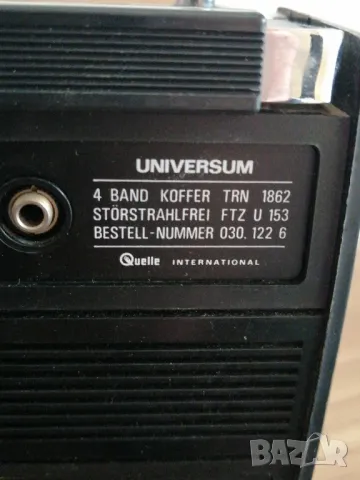 UNIVERSUM
4 BAND KOFFER TRN 1862
STÖRSTRAHLFREI FTZ U 153
BESTELL-NUMMER 030. 122 6
Quelle INTERNATIONAL
BAZAR